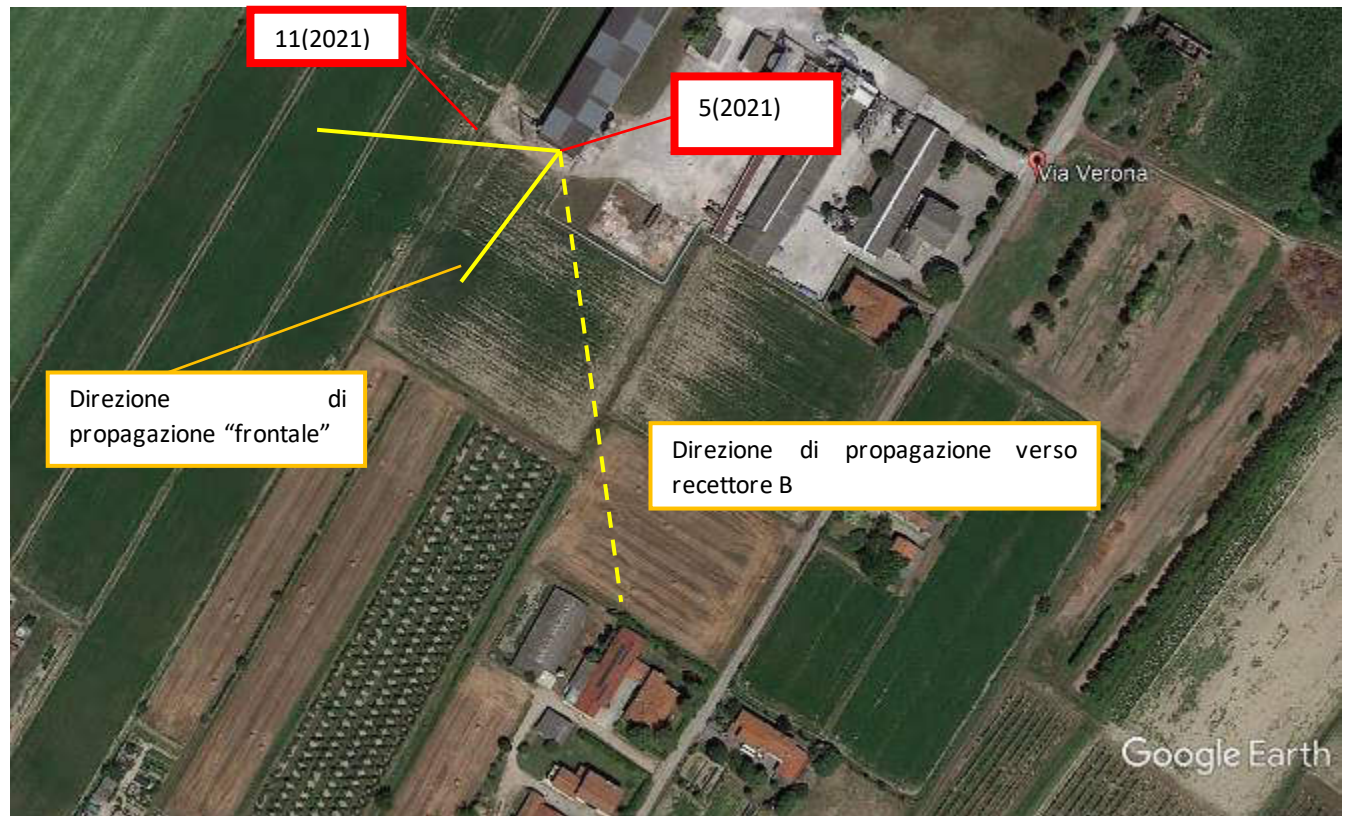 11(2021)
5(2021)
Via Verona
Direzione di
propagazione “frontale”
Direzione di propagazione verso
recettore B
Google Earth